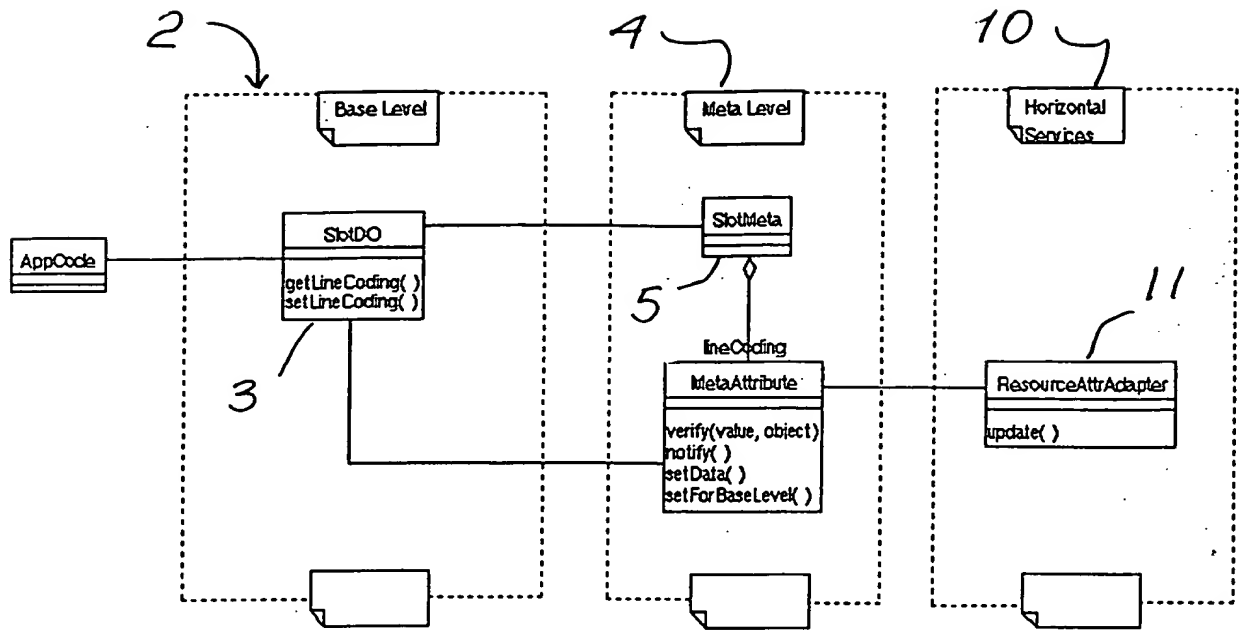 2
4
10
Base Level
Meta Level
Horizontal
Services
AppCode
SlotDO
getLineCoding( )
setLineCoding( )
3
SlotMeta
5
lineCoding
MetaAttribute
verify(value, object)
notify( )
setData( )
setForBaseLevel( )
11
ResourceAttrAdapter
update( )